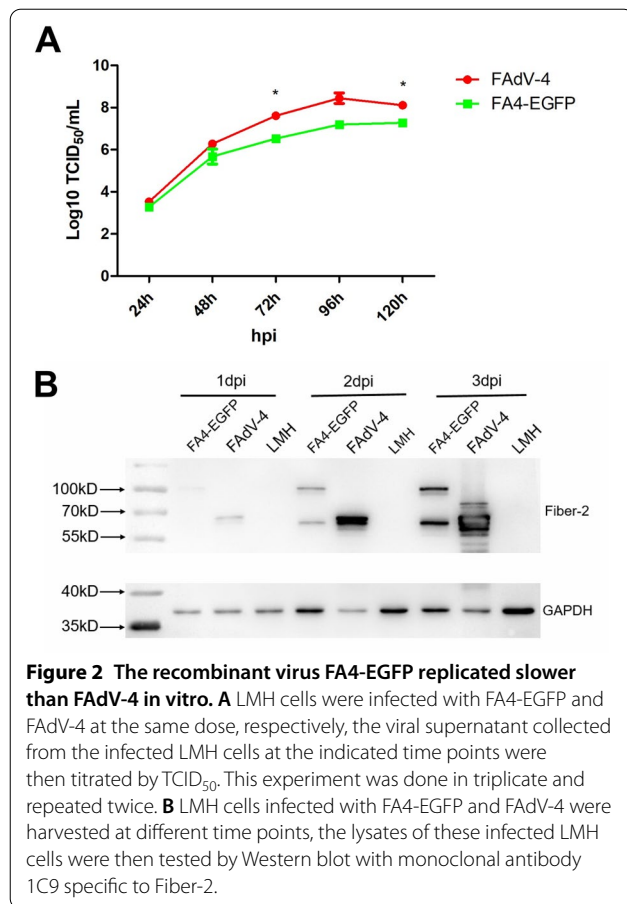 A
Log10 TCID50/mL
10
8
6
4
2
0
24h 48h 72h 96h 120h
hpi
* *
FAdV-4
FA4-EGFP
B
1dpi 2dpi 3dpi
FA4-EGFP FAdV-4 LMH FA4-EGFP FAdV-4 LMH FA4-EGFP FAdV-4 LMH
100kD
70kD
55kD
Fiber-2
40kD
35kD
GAPDH
Figure 2 The recombinant virus FA4-EGFP replicated slower
than FAdV-4 in vitro. A LMH cells were infected with FA4-EGFP and
FAdV-4 at the same dose, respectively, the viral supernatant collected
from the infected LMH cells at the indicated time points were
then titrated by TCID50. This experiment was done in triplicate and
repeated twice. B LMH cells infected with FA4-EGFP and FAdV-4 were
harvested at different time points, the lysates of these infected LMH
cells were then tested by Western blot with monoclonal antibody
1C9 specific to Fiber-2.